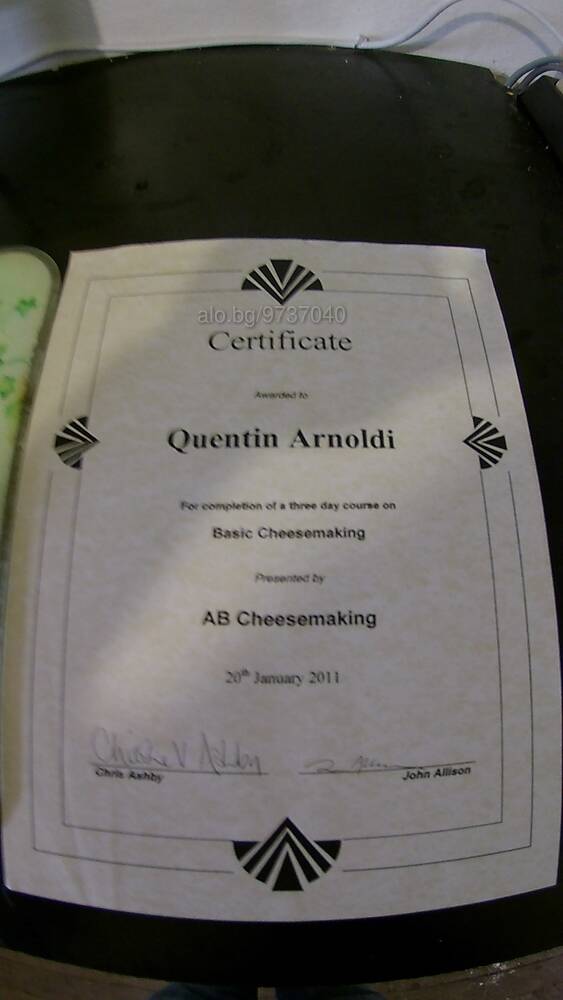 alo.bg/9737040
Certificate
Awarded to
Quentin Arnoldi
For completion of a three day course on
Basic Cheesemaking
Presented by
AB Cheesemaking
20th January 2011
Chris Ashby John Allison